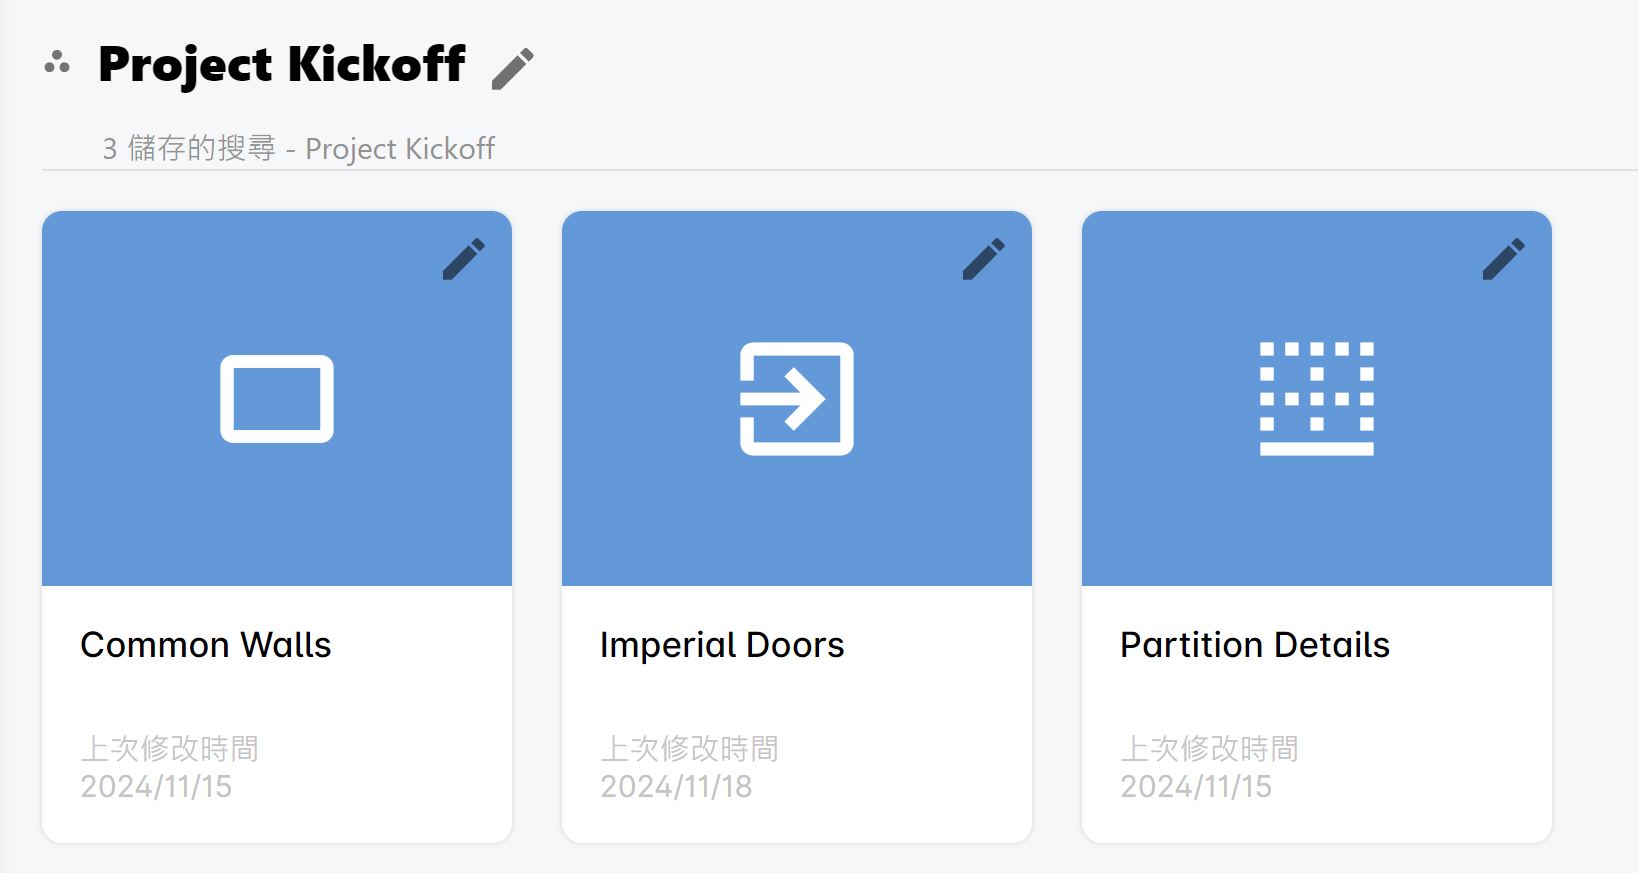 Project Kickoff
3 儲存的搜尋 - Project Kickoff
Common Walls
上次修改時間
2024/11/15
Imperial Doors
上次修改時間
2024/11/18
Partition Details
上次修改時間
2024/11/15